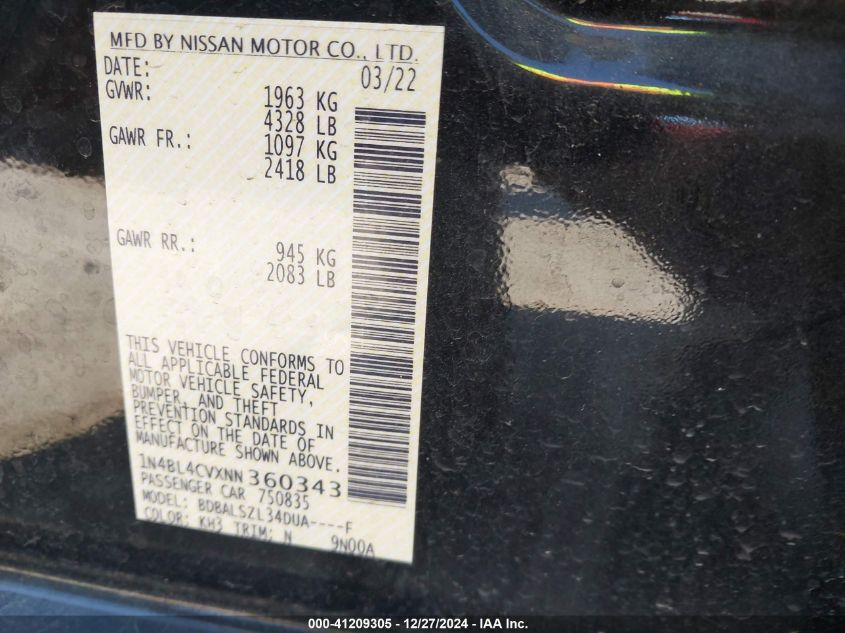 MFD BY NISSAN MOTOR CO., LTD.
DATE: 03/22
GVWR: 1963 KG
4328 LB
GAWR FR.: 1097 KG
2418 LB
GAWR RR.: 945 KG
2083 LB
THIS VEHICLE CONFORMS TO
ALL APPLICABLE FEDERAL
MOTOR VEHICLE SAFETY,
BUMPER, AND THEFT
PREVENTION STANDARDS IN
EFFECT ON THE DATE OF
MANUFACTURE SHOWN ABOVE.
1N4BL4CVXNN360343
PASSENGER CAR 750835
MODEL: BDBALSZL34DUA----F
COLOR: KH3 TRIM: N 9N00A
000-41209305 - 12/27/2024 - IAA Inc.